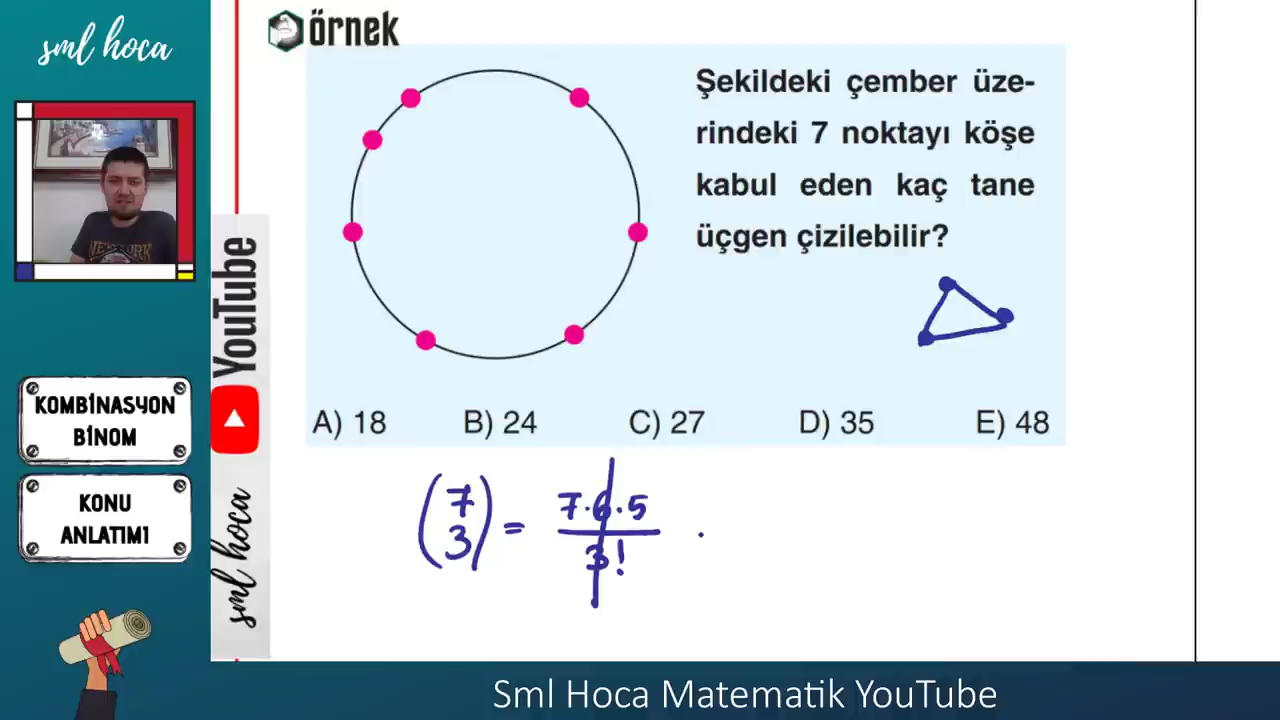 sml hoca
örnek
Şekildeki çember üze-
rindeki 7 noktayı köşe
kabul eden kaç tane
üçgen çizilebilir?
A) 18 B) 24 C) 27 D) 35 E) 48
(7 3) = 7·6·5 / 3!
YouTube
sml hoca
KOMBİNASYON
BİNOM
KONU
ANLATIMI
NEW YORK
Sml Hoca Matematik YouTube